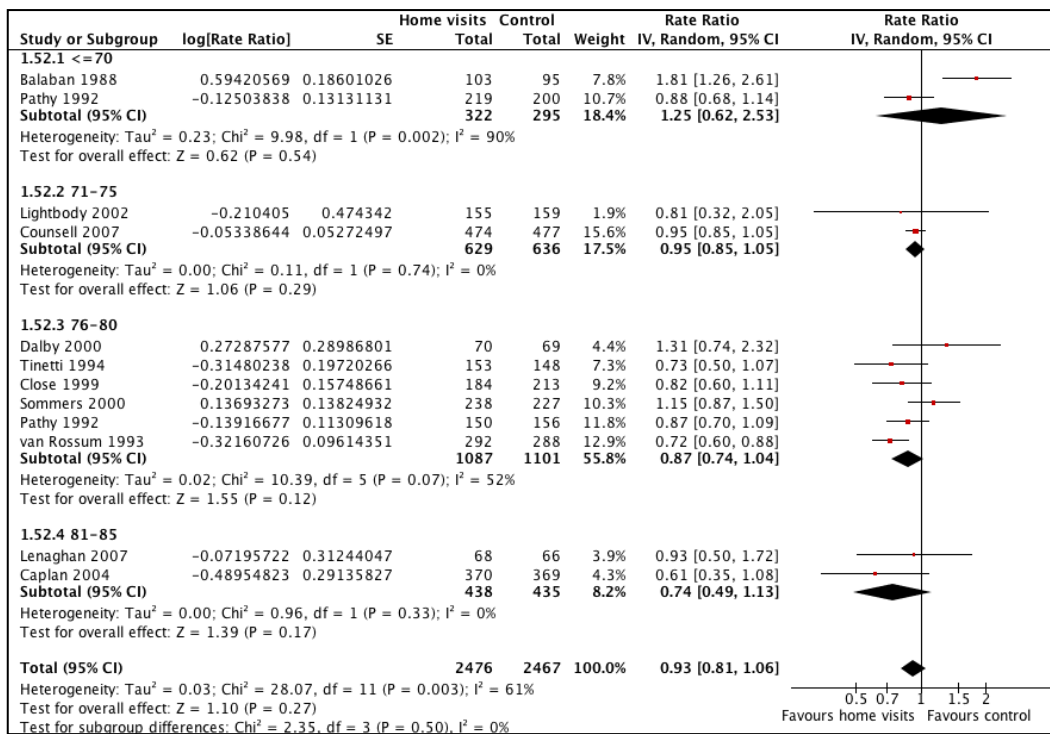 Home visits Control Rate Ratio Rate Ratio
Study or Subgroup log[Rate Ratio] SE Total Total Weight IV, Random, 95% CI IV, Random, 95% CI
1.52.1 <=70
Balaban 1988 0.59420569 0.18601026 103 95 7.8% 1.81 [1.26, 2.61]
Pathy 1992 -0.12503838 0.13131131 219 200 10.7% 0.88 [0.68, 1.14]
Subtotal (95% CI) 322 295 18.4% 1.25 [0.62, 2.53]
Heterogeneity: Tau² = 0.23; Chi² = 9.98, df = 1 (P = 0.002); I² = 90%
Test for overall effect: Z = 0.62 (P = 0.54)
1.52.2 71-75
Lightbody 2002 -0.210405 0.474342 155 159 1.9% 0.81 [0.32, 2.05]
Counsell 2007 -0.05338644 0.05272497 474 477 15.6% 0.95 [0.85, 1.05]
Subtotal (95% CI) 629 636 17.5% 0.95 [0.85, 1.05]
Heterogeneity: Tau² = 0.00; Chi² = 0.11, df = 1 (P = 0.74); I² = 0%
Test for overall effect: Z = 1.06 (P = 0.29)
1.52.3 76-80
Dalby 2000 0.27287577 0.28986801 70 69 4.4% 1.31 [0.74, 2.32]
Tinetti 1994 -0.31480238 0.19720266 153 148 7.3% 0.73 [0.50, 1.07]
Close 1999 -0.20134241 0.15748661 184 213 9.2% 0.82 [0.60, 1.11]
Sommers 2000 0.13693273 0.13824932 238 227 10.3% 1.15 [0.87, 1.50]
Pathy 1992 -0.13916677 0.11309618 150 156 11.8% 0.87 [0.70, 1.09]
van Rossum 1993 -0.32160726 0.09614351 292 288 12.9% 0.72 [0.60, 0.88]
Subtotal (95% CI) 1087 1101 55.8% 0.87 [0.74, 1.04]
Heterogeneity: Tau² = 0.02; Chi² = 10.39, df = 5 (P = 0.07); I² = 52%
Test for overall effect: Z = 1.55 (P = 0.12)
1.52.4 81-85
Lenaghan 2007 -0.07195722 0.31244047 68 66 3.9% 0.93 [0.50, 1.72]
Caplan 2004 -0.48954823 0.29135827 370 369 4.3% 0.61 [0.35, 1.08]
Subtotal (95% CI) 438 435 8.2% 0.74 [0.49, 1.13]
Heterogeneity: Tau² = 0.00; Chi² = 0.96, df = 1 (P = 0.33); I² = 0%
Test for overall effect: Z = 1.39 (P = 0.17)
Total (95% CI) 2476 2467 100.0% 0.93 [0.81, 1.06]
Heterogeneity: Tau² = 0.03; Chi² = 28.07, df = 11 (P = 0.003); I² = 61%
Test for overall effect: Z = 1.10 (P = 0.27)
Test for subgroup differences: Chi² = 2.35, df = 3 (P = 0.50), I² = 0%
0.5 0.7 1 1.5 2
Favours home visits Favours control